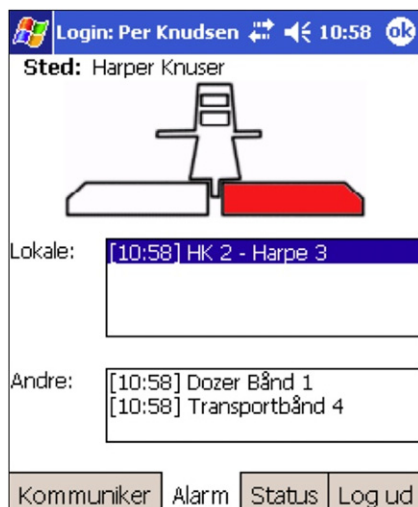 Login: Per Knudsen 10:58 ok
Sted: Harper Knuser
Lokale:
[10:58] HK 2 - Harpe 3
Andre:
[10:58] Dozer Bånd 1
[10:58] Transportbånd 4
Kommuniker Alarm Status Log ud